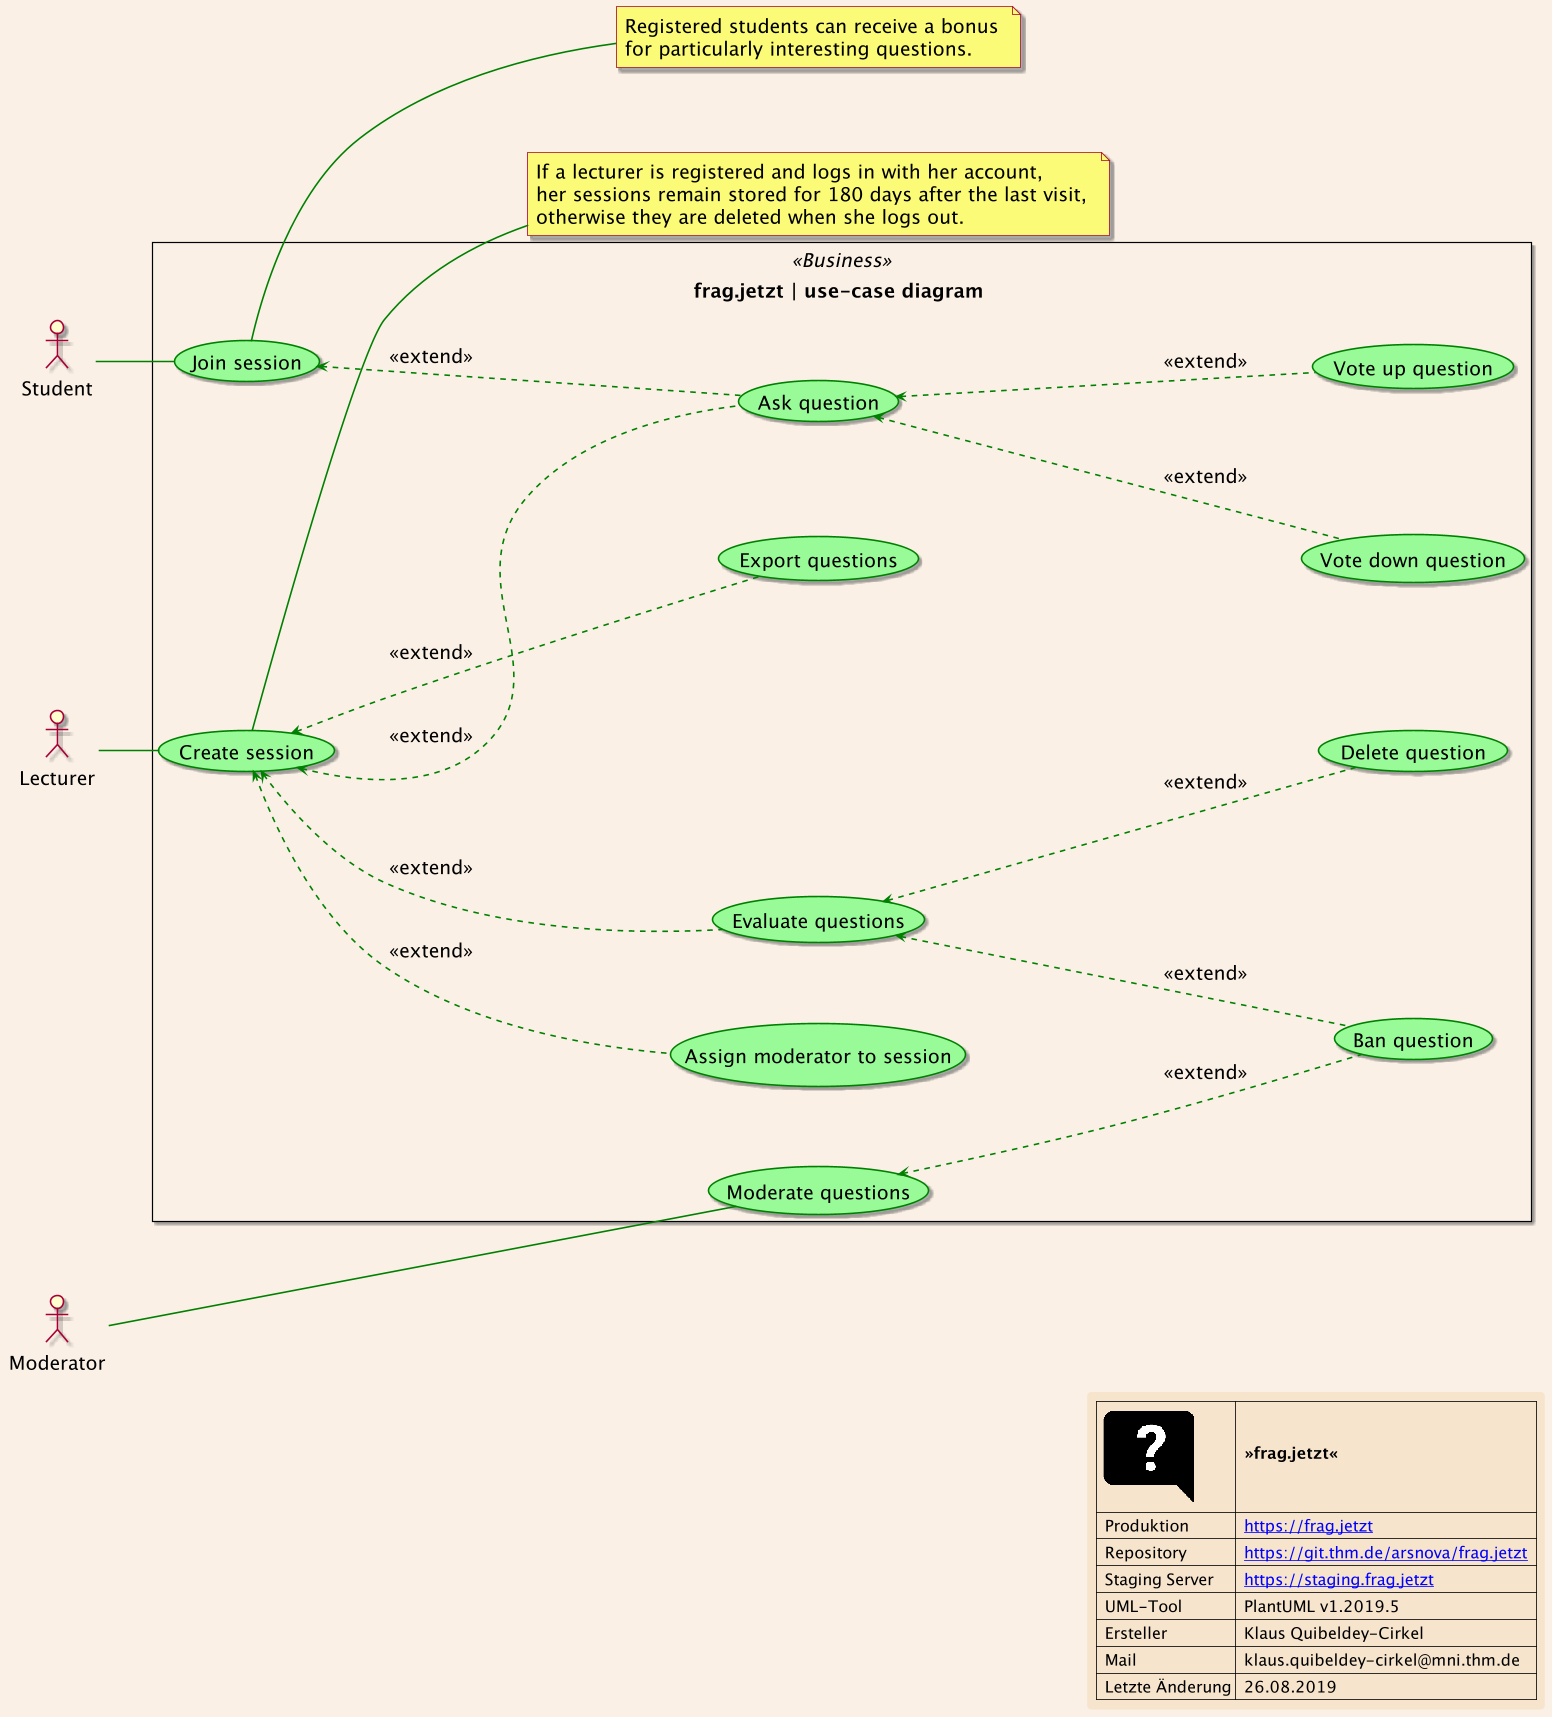 Registered students can receive a bonus
for particularly interesting questions.
If a lecturer is registered and logs in with her account,
her sessions remain stored for 180 days after the last visit,
otherwise they are deleted when she logs out.
«Business»
frag.jetzt | use-case diagram
Student
Join session
«extend»
Ask question
«extend»
Vote up question
«extend»
Vote down question
Export questions
«extend»
Lecturer
Create session
«extend»
Delete question
«extend»
«extend»
Evaluate questions
«extend»
«extend»
Assign moderator to session
Ban question
«extend»
Moderate questions
Moderator
?
»frag.jetzt«
Produktion https://frag.jetzt
Repository https://git.thm.de/arsnova/frag.jetzt
Staging Server https://staging.frag.jetzt
UML-Tool PlantUML v1.2019.5
Ersteller Klaus Quibeldey-Cirkel
Mail klaus.quibeldey-cirkel@mni.thm.de
Letzte Änderung 26.08.2019